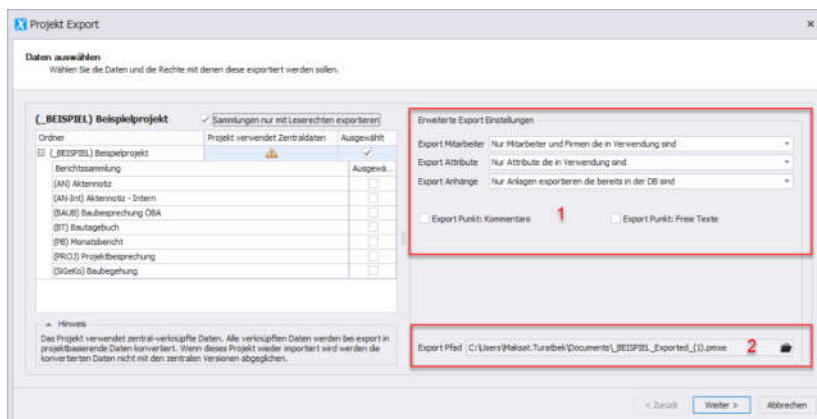 Projekt Export
Daten auswählen
Wählen Sie die Daten und die Rechte mit denen diese exportiert werden sollen.
(_BEISPIEL) Beispielprojekt
Sammlungen nur mit Leserechten exportieren
Ordner Projekt verwendet Zentraldaten Ausgewählt
(_BEISPIEL) Beispielprojekt
Berichtssammlung Ausgewä...
(AN) Aktennotiz
(AN-Int) Aktennotiz - Intern
(BAUB) Baubesprechung ÖBA
(BT) Bautagebuch
(PB) Monatsbericht
(PROJ) Projektbesprechung
(SiGeKo) Baubegehung
Hinweis
Das Projekt verwendet zentral-verknüpfte Daten. Alle verknüpften Daten werden bei export in
projektbasierende Daten konvertiert. Wenn dieses Projekt wieder importiert wird werden die
konvertierten Daten nicht mit den zentralen Versionen abgeglichen.
Erweiterte Export Einstellungen
Export Mitarbeiter Nur Mitarbeiter und Firmen die in Verwendung sind
Export Attribute Nur Attribute die in Verwendung sind
Export Anhänge Nur Anlagen exportieren die bereits in der DB sind
Export Punkt: Kommentare 1 Export Punkt: Freie Texte
Export Pfad C:\Users\Maksat.Turatbek\Documents\_BEISPIEL_Exported_(1).pmxe 2
< Zurück Weiter > Abbrechen